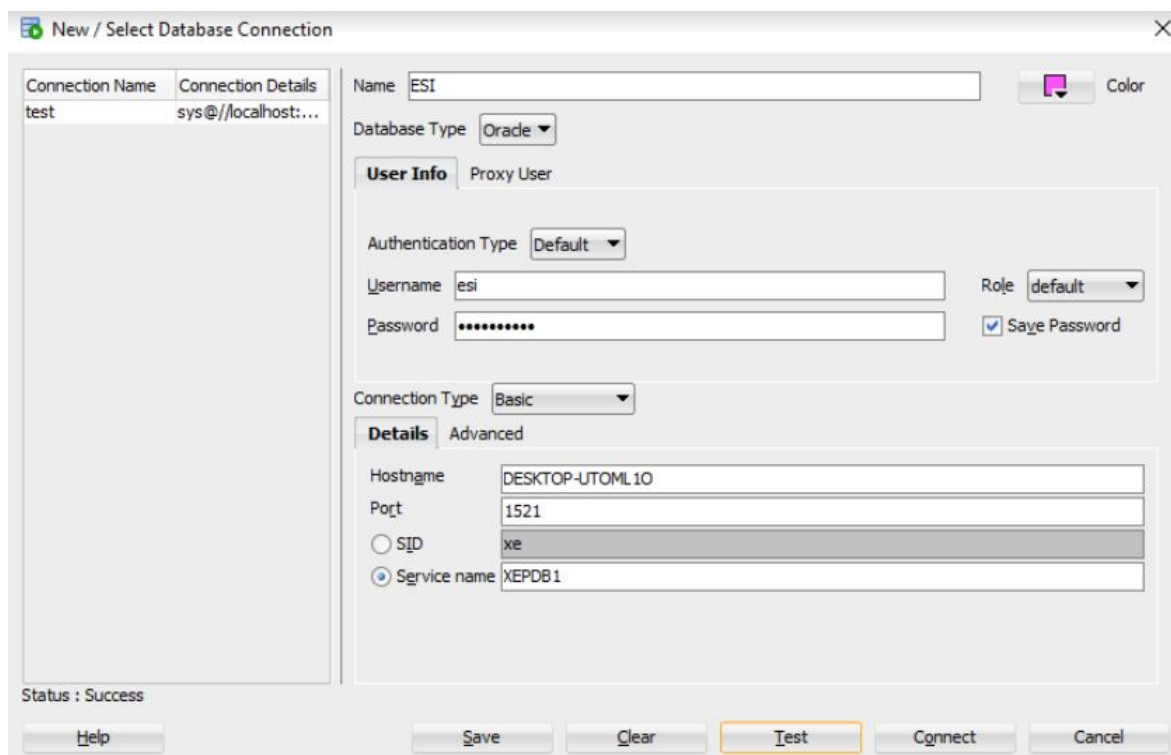 New / Select Database Connection
Connection Name Connection Details
test sys@//localhost:...
Name ESI Color
Database Type Oracle
User Info Proxy User
Authentication Type Default
Username esi Role default
Password •••••••••• Save Password
Connection Type Basic
Details Advanced
Hostname DESKTOP-UTOML1O
Port 1521
SID xe
Service name XEPDB1
Status : Success
Help Save Clear Test Connect Cancel